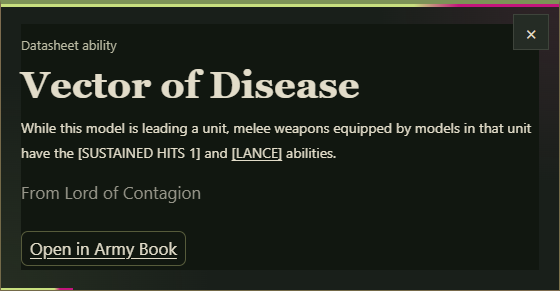 Datasheet ability
×
Vector of Disease
While this model is leading a unit, melee weapons equipped by models in that unit
have the [SUSTAINED HITS 1] and [LANCE] abilities.
From Lord of Contagion
Open in Army Book